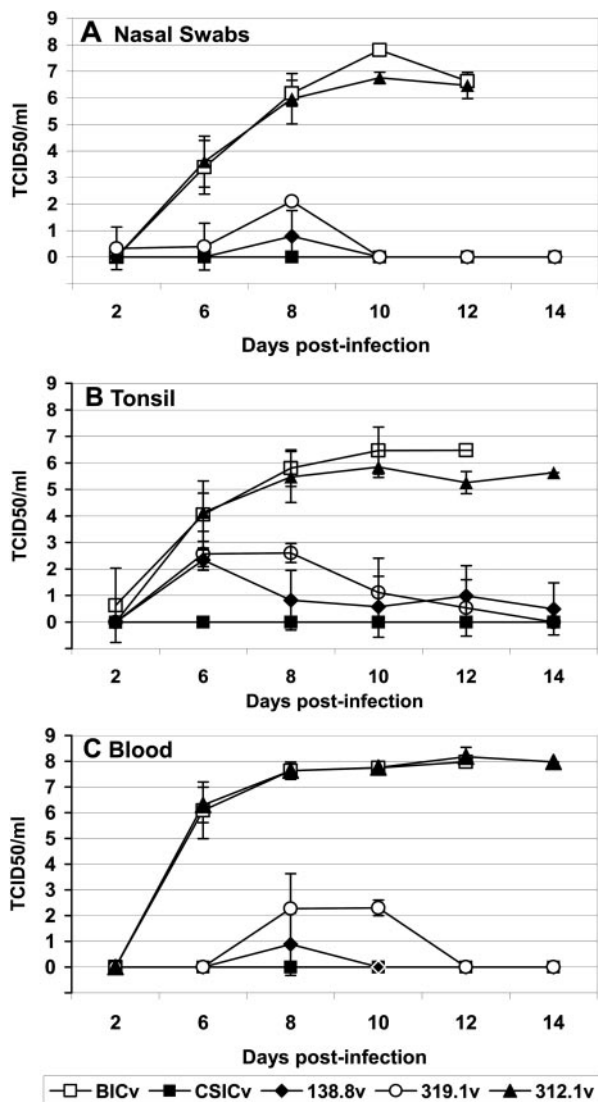 A Nasal Swabs
9
8
7
6
5
4
3
2
1
0
TCID50/ml
2 6 8 10 12 14
Days post-infection
B Tonsil
9
8
7
6
5
4
3
2
1
0
TCID50/ml
2 6 8 10 12 14
Days post-infection
C Blood
9
8
7
6
5
4
3
2
1
0
TCID50/ml
2 6 8 10 12 14
Days post-infection
BICv CSICv 138.8v 319.1v 312.1v